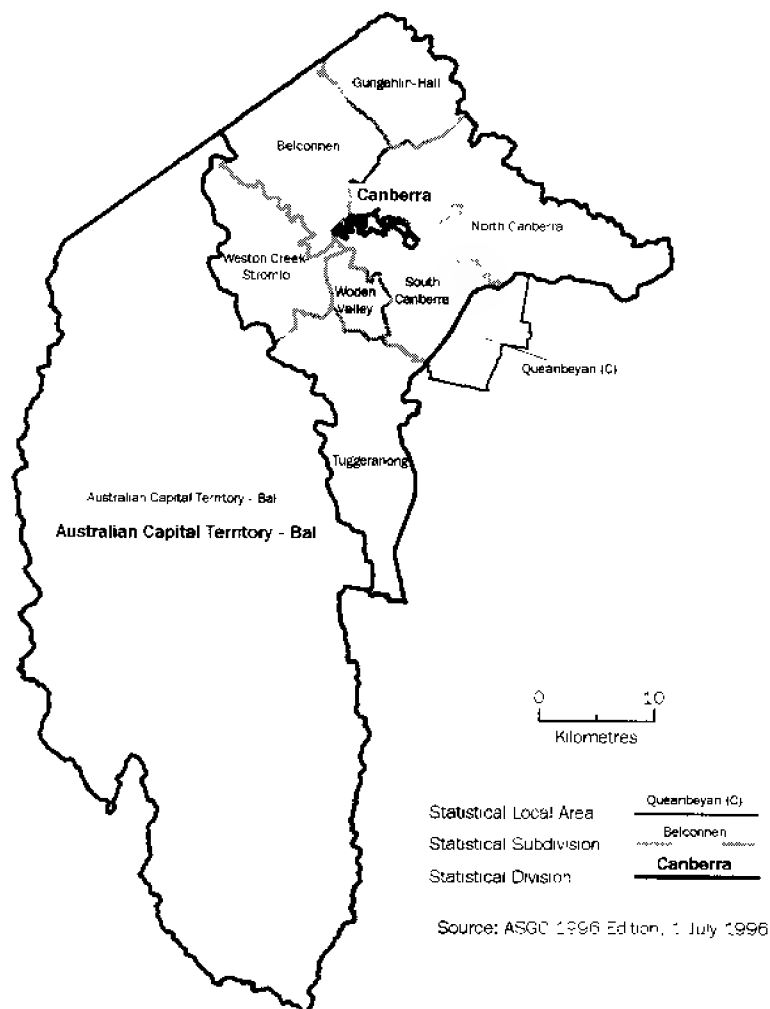 Gungahlin-Hall
Belconnen
Canberra
North Canberra
Weston Creek-
Stromlo
Woden
Valley
South
Canberra
Queanbeyan (C)
Tuggeranong
Australian Capital Territory - Bal
Australian Capital Territory - Bal
0 10
Kilometres
Statistical Local Area Queanbeyan (C)
Statistical Subdivision Belconnen
Statistical Division Canberra
Source: ASGC 1996 Edition, 1 July 1996